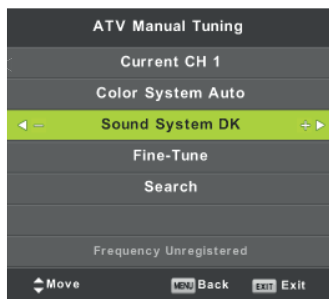 ATV Manual Tuning
Current CH 1
Color System Auto
Sound System DK
Fine-Tune
Search
Frequency Unregistered
Move MENU Back EXIT Exit